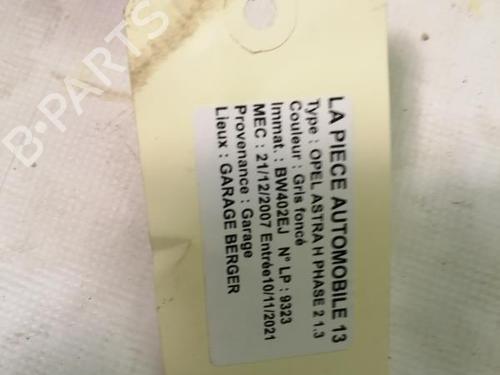 LA PIECE AUTOMOBILE 13
Type : OPEL ASTRA H PHASE 2 1.3
Couleur : Gris foncé
Immat. : BW402EJ N° LP : 9323
MEC : 21/12/2007 Entrée10/11/2021
Provenance : Garage
Lieux : GARAGE BERGER
B-PARTS